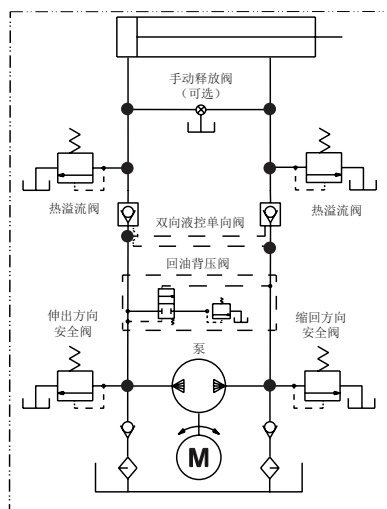 手动释放阀
（可选）
热溢流阀
热溢流阀
双向液控单向阀
回油背压阀
伸出方向
安全阀
缩回方向
安全阀
泵
M